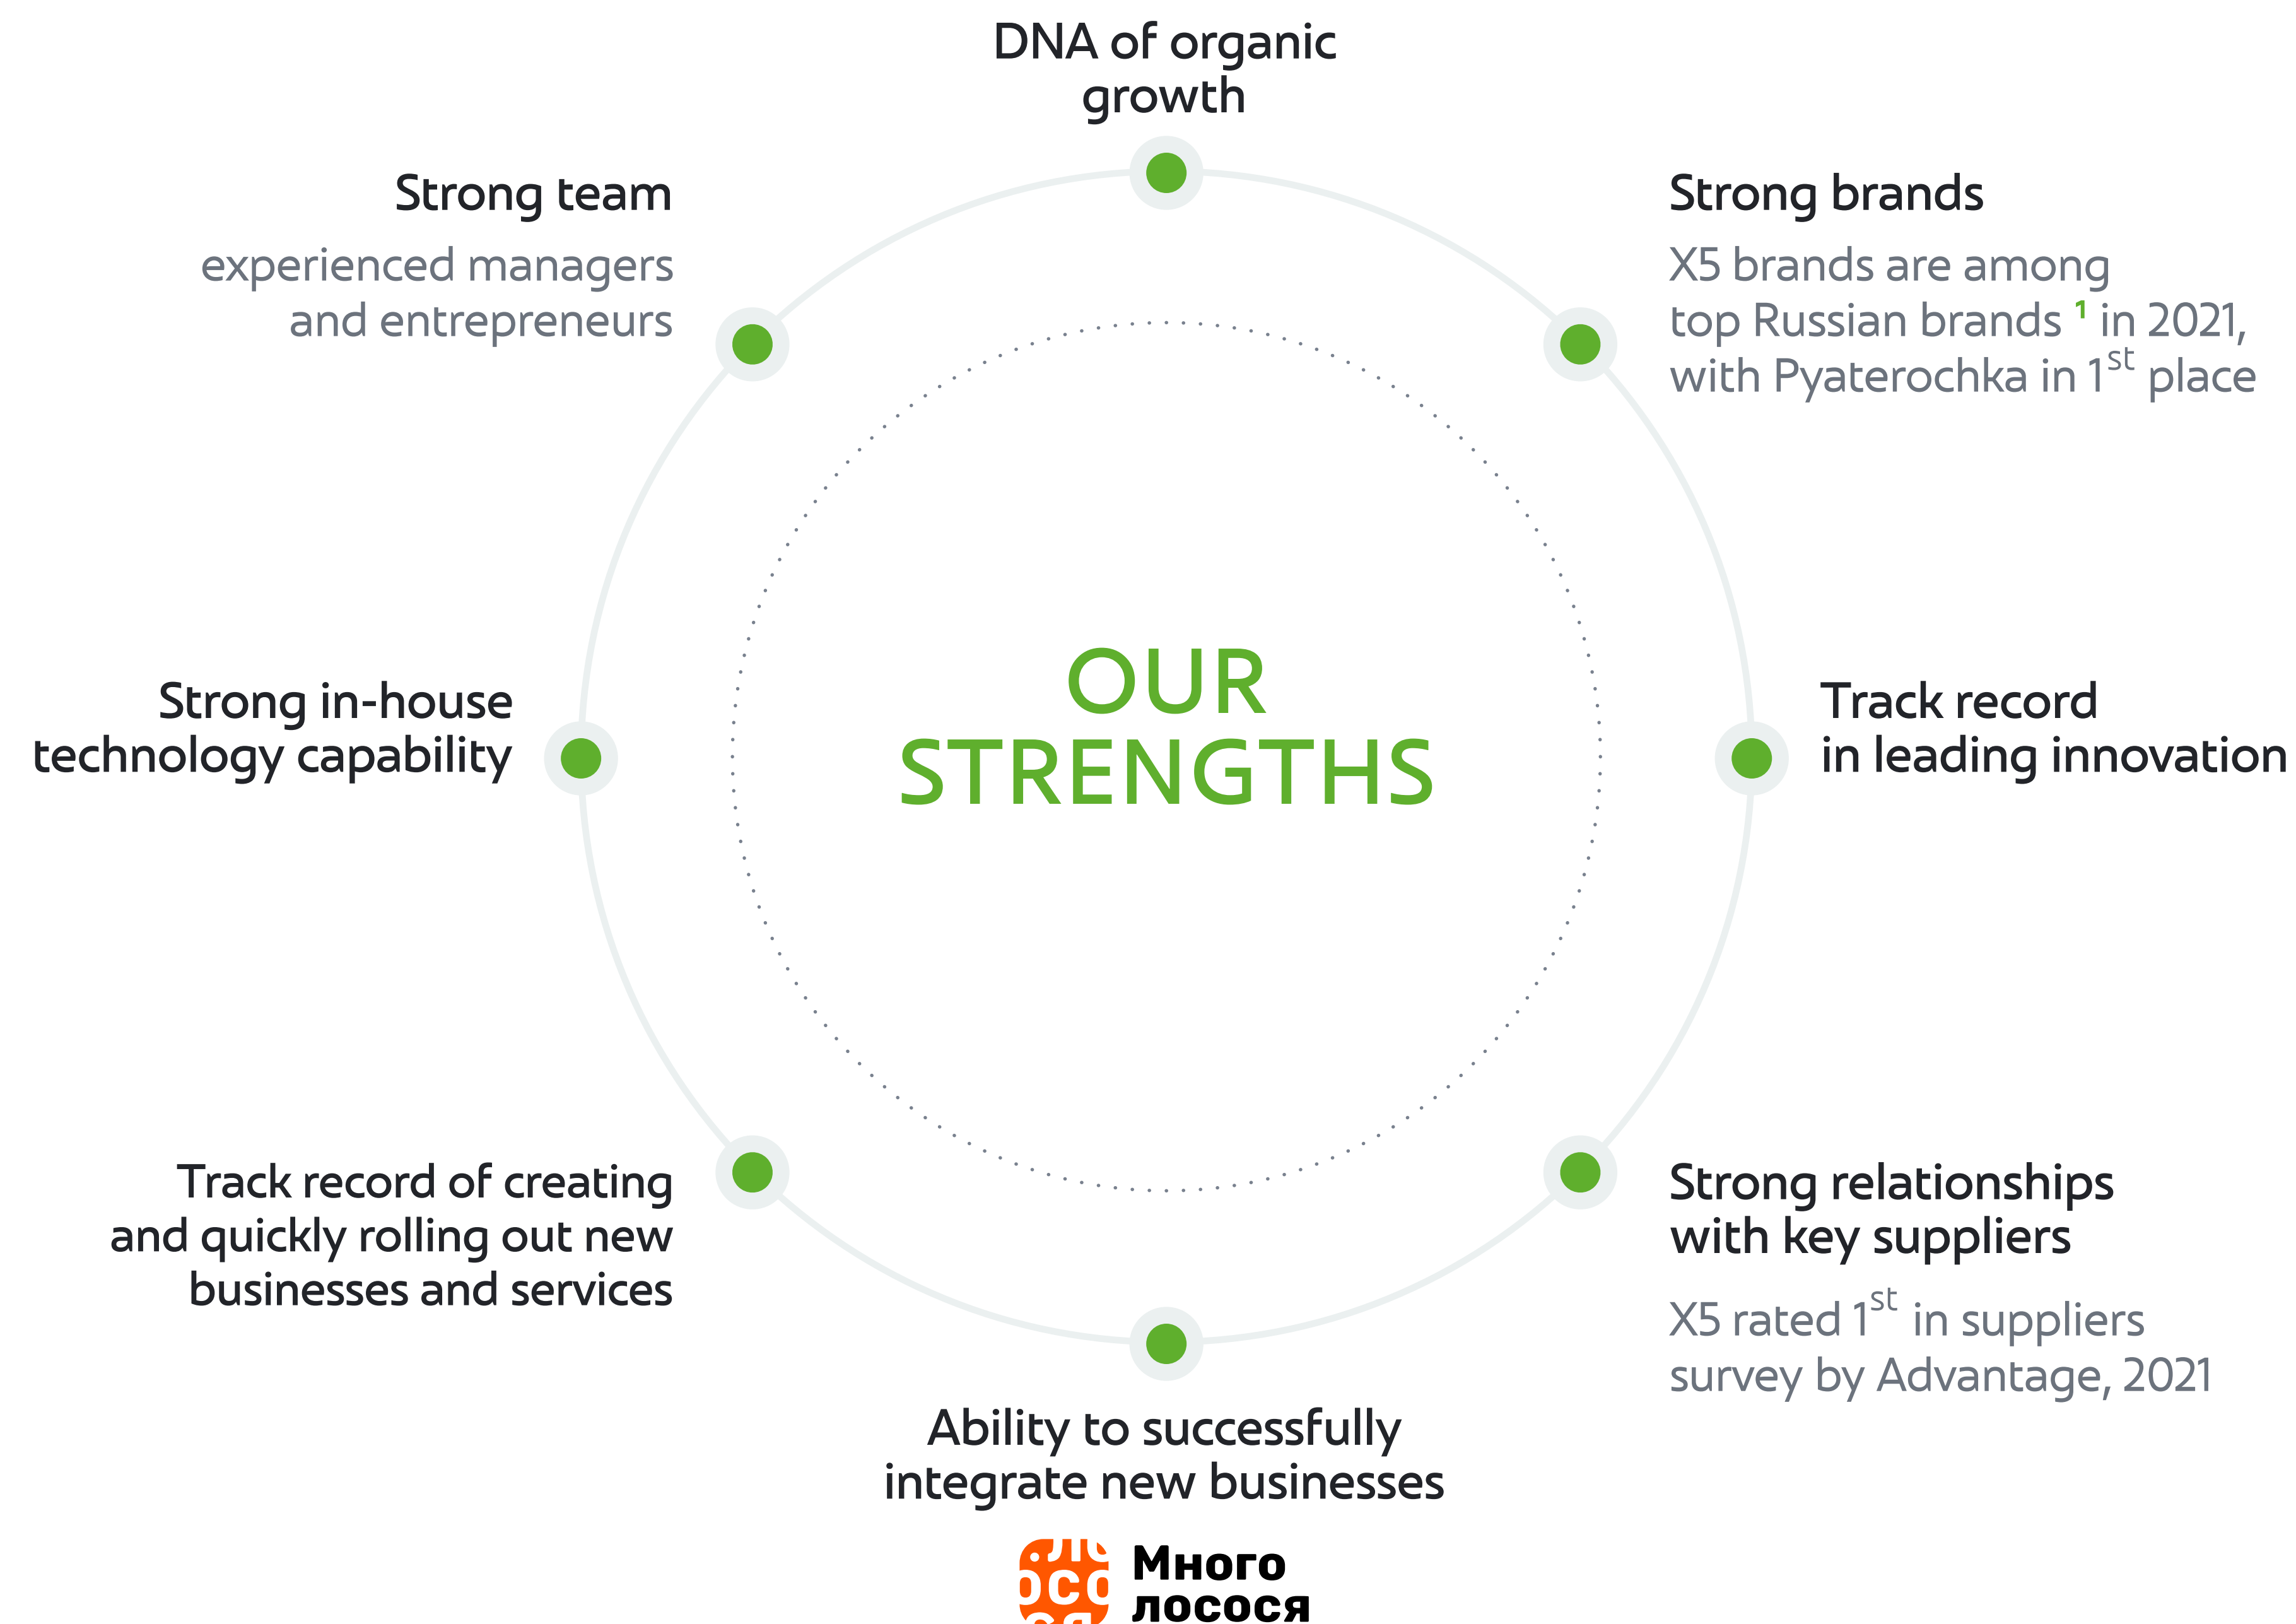 DNA of organic
growth
Strong brands
X5 brands are among
top Russian brands ¹ in 2021,
with Pyaterochka in 1st place
Track record
in leading innovation
Strong relationships
with key suppliers
X5 rated 1st in suppliers
survey by Advantage, 2021
Ability to successfully
integrate new businesses
Много
лосося
Track record of creating
and quickly rolling out new
businesses and services
Strong in-house
technology capability
Strong team
experienced managers
and entrepreneurs
OUR
STRENGTHS